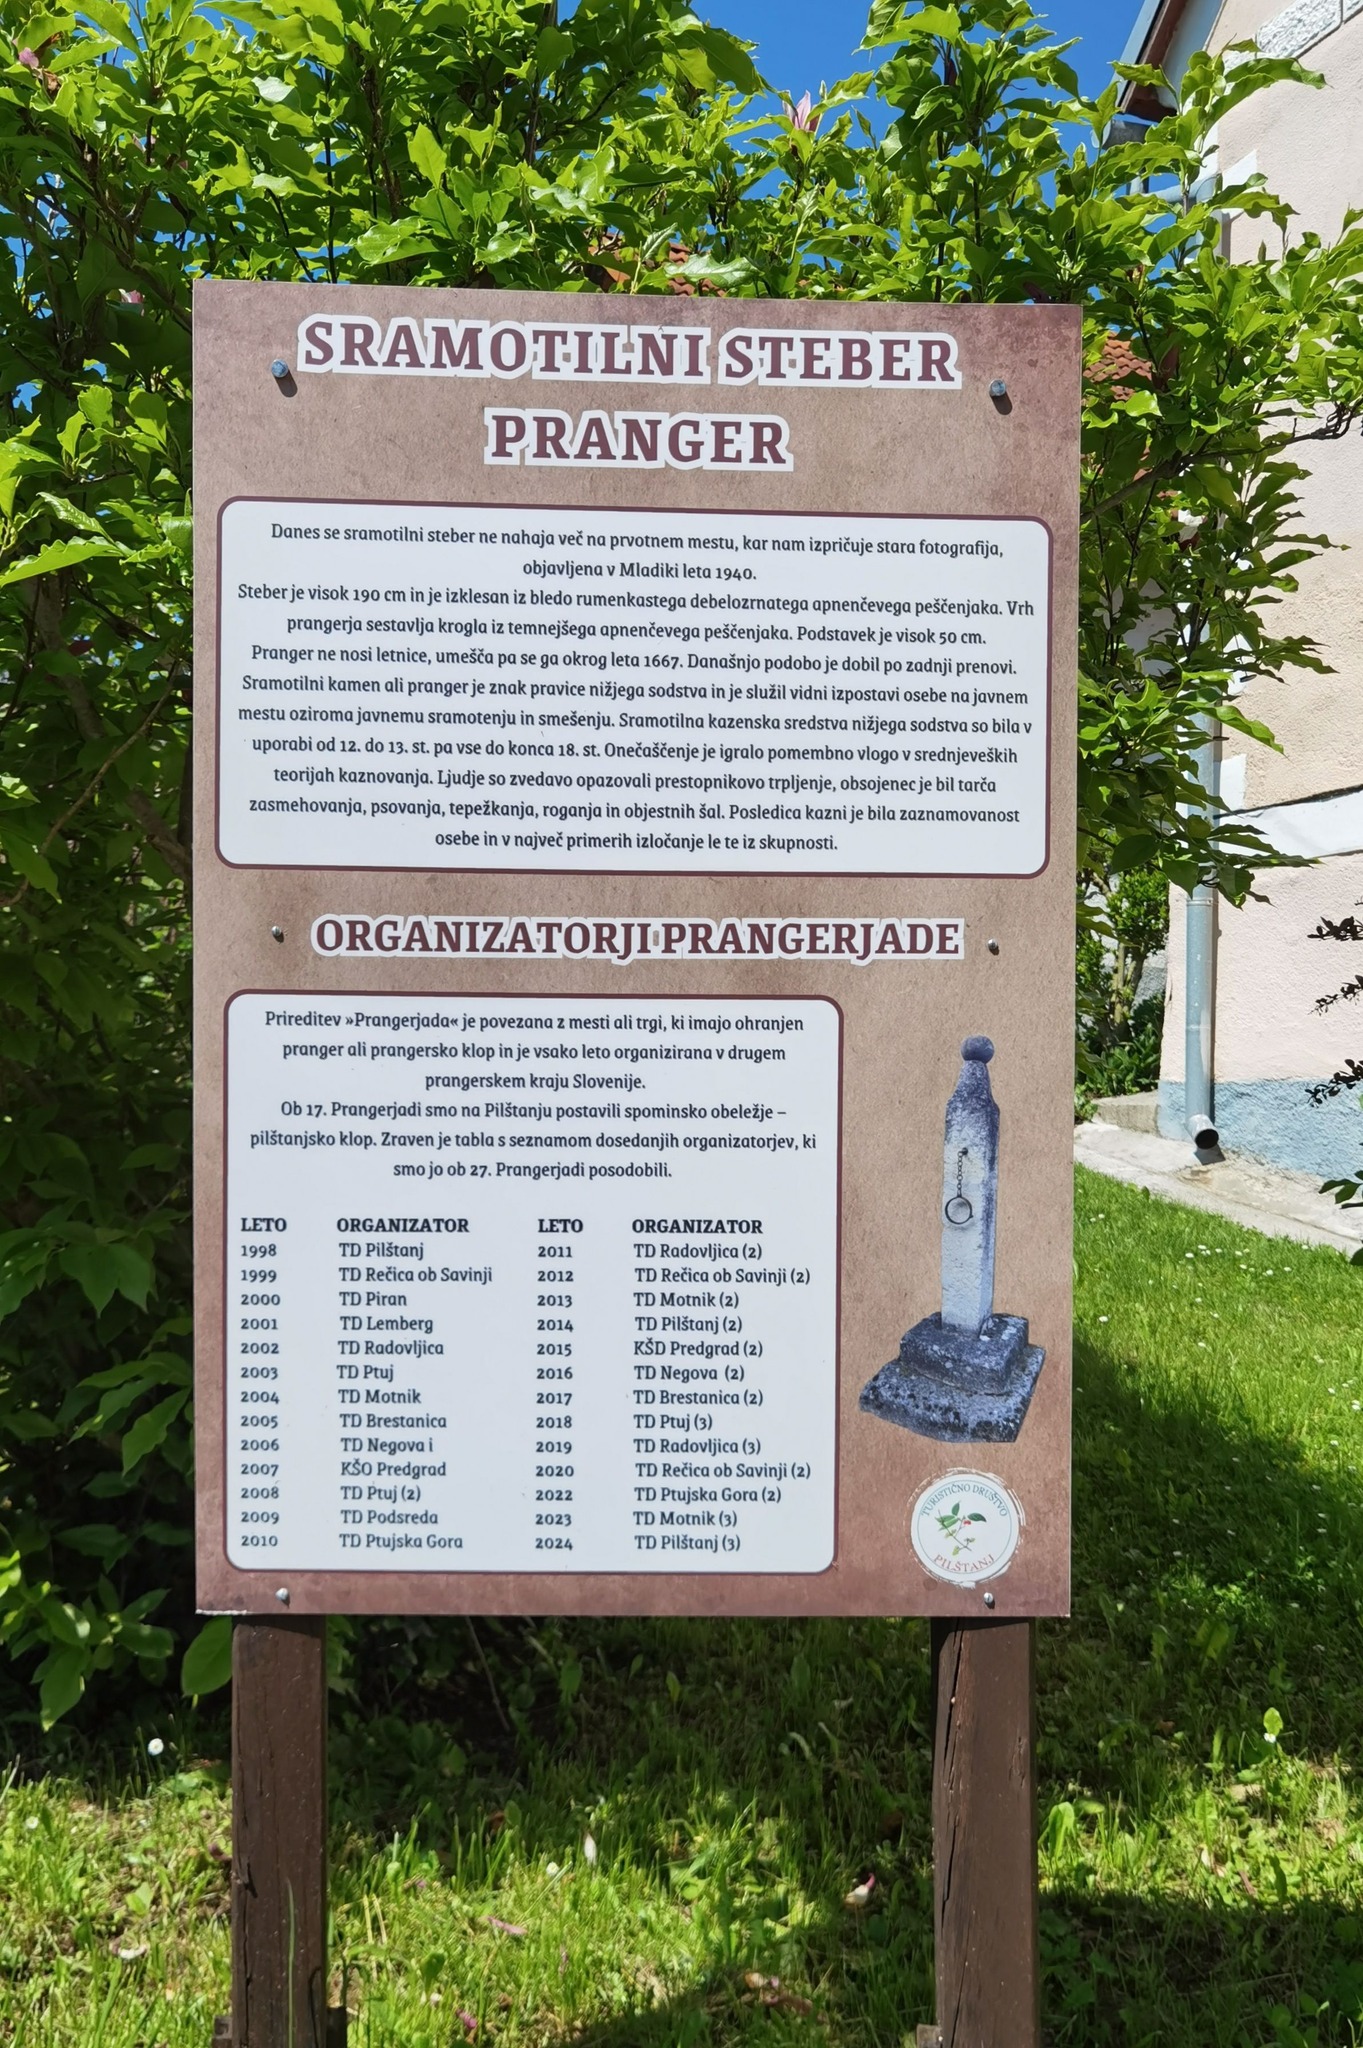 SRAMOTILNI STEBER
PRANGER
Danes se sramotilni steber ne nahaja več na prvotnem mestu, kar nam izpričuje stara fotografija,
objavljena v Mladiki leta 1940.
Steber je visok 190 cm in je izklesan iz bledo rumenkastega debelozrnatega apnenčevega peščenjaka. Vrh
prangerja sestavlja krogla iz temnejšega apnenčevega peščenjaka. Podstavek je visok 50 cm.
Pranger ne nosi letnice, umešča pa se ga okrog leta 1667. Današnjo podobo je dobil po zadnji prenovi.
Sramotilni kamen ali pranger je znak pravice nižjega sodstva in je služil vidni izpostavi osebe na javnem
mestu oziroma javnemu sramotenju in smešenju. Sramotilna kazenska sredstva nižjega sodstva so bila v
uporabi od 12. do 13. st. pa vse do konca 18. st. Onečaščenje je igralo pomembno vlogo v srednjeveških
teorijah kaznovanja. Ljudje so zvedavo opazovali prestopnikovo trpljenje, obsojenec je bil tarča
zasmehovanja, psovanja, tepežkanja, roganja in objestnih šal. Posledica kazni je bila zaznamovanost
osebe in v največ primerih izločanje le te iz skupnosti.
ORGANIZATORJI PRANGERJADE
Prireditev »Prangerjada« je povezana z mesti ali trgi, ki imajo ohranjen
pranger ali prangersko klop in je vsako leto organizirana v drugem
prangerskem kraju Slovenije.
Ob 17. Prangerjadi smo na Pilštanju postavili spominsko obeležje –
pilštanjsko klop. Zraven je tabla s seznamom dosedanjih organizatorjev, ki
smo jo ob 27. Prangerjadi posodobili.
LETO ORGANIZATOR LETO ORGANIZATOR
1998 TD Pilštanj 2011 TD Radovljica (2)
1999 TD Rečica ob Savinji 2012 TD Rečica ob Savinji (2)
2000 TD Piran 2013 TD Motnik (2)
2001 TD Lemberg 2014 TD Pilštanj (2)
2002 TD Radovljica 2015 KŠD Predgrad (2)
2003 TD Ptuj 2016 TD Negova (2)
2004 TD Motnik 2017 TD Brestanica (2)
2005 TD Brestanica 2018 TD Ptuj (3)
2006 TD Negova i 2019 TD Radovljica (3)
2007 KŠO Predgrad 2020 TD Rečica ob Savinji (2)
2008 TD Ptuj (2) 2022 TD Ptujska Gora (2)
2009 TD Podsreda 2023 TD Motnik (3)
2010 TD Ptujska Gora 2024 TD Pilštanj (3)
TURISTIČNO DRUŠTVO
PILŠTANJ